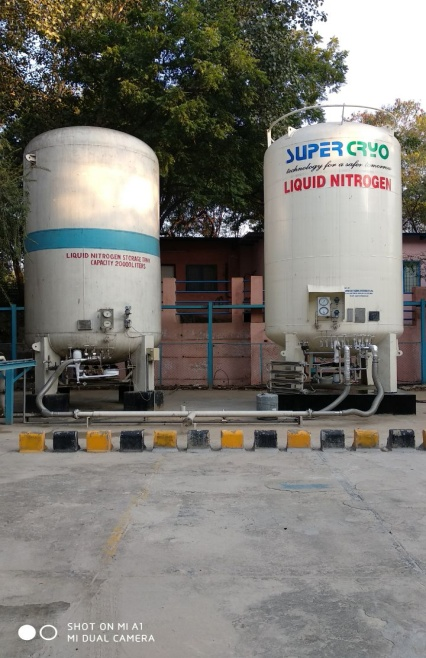 LIQUID NITROGEN STORAGE TANK
CAPACITY 20000 LITERS
SUPER CRYO
technology for a safer tomorrow
LIQUID NITROGEN
SHOT ON MI A1
MI DUAL CAMERA